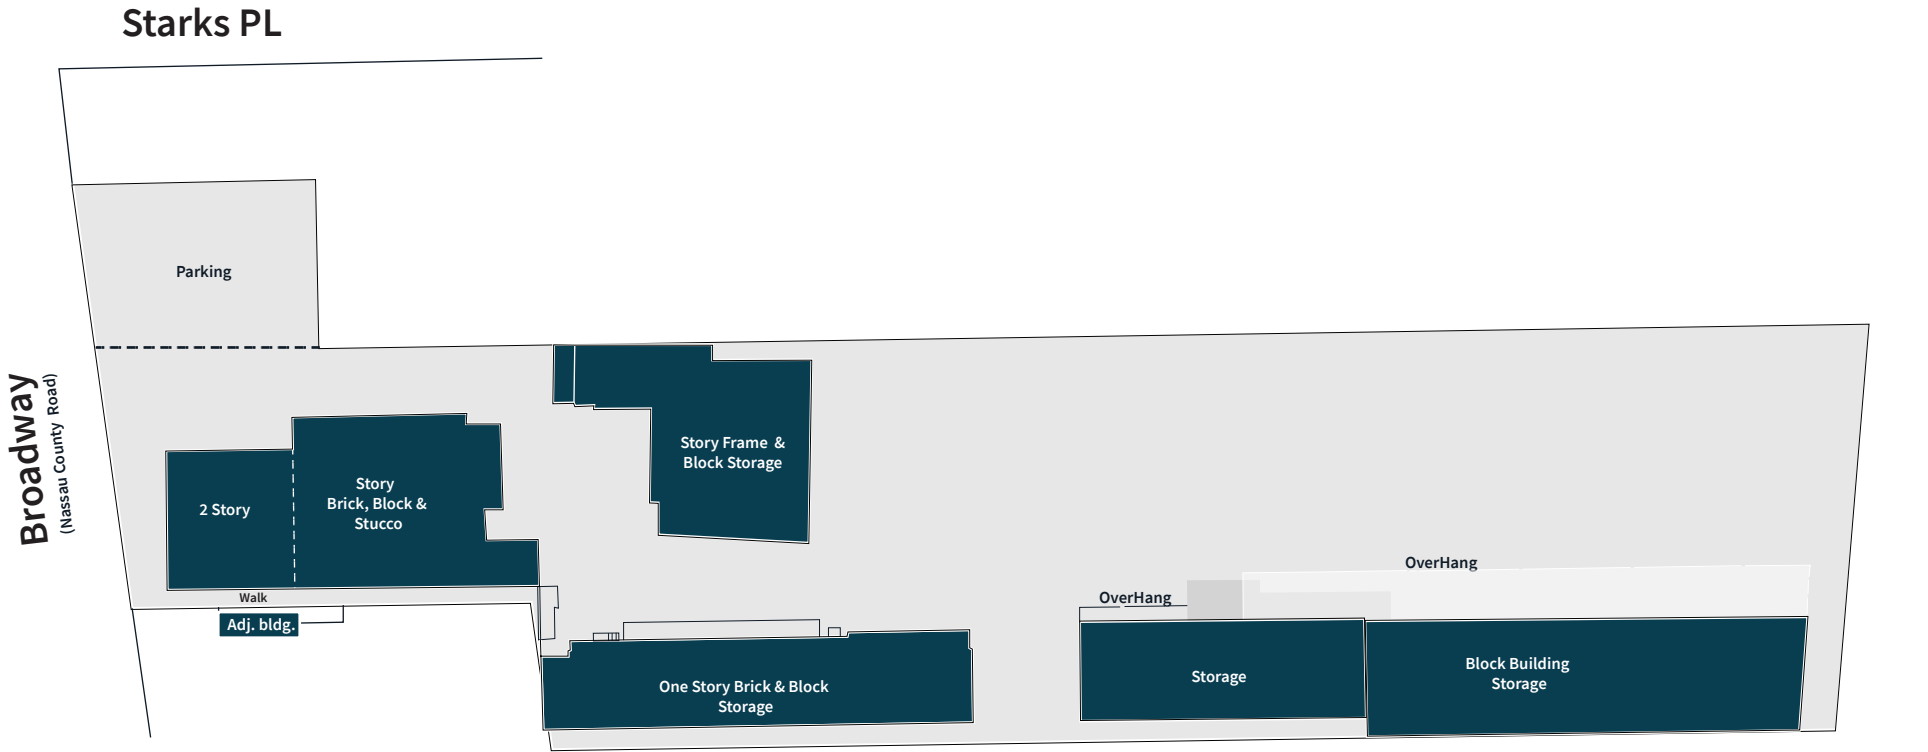 Starks PL
Parking
Broadway
(Nassau County Road)
Story Frame &
Block Storage
2 Story
Story
Brick, Block &
Stucco
Walk
Adj. bldg.
OverHang
OverHang
One Story Brick & Block
Storage
Storage
Block Building
Storage